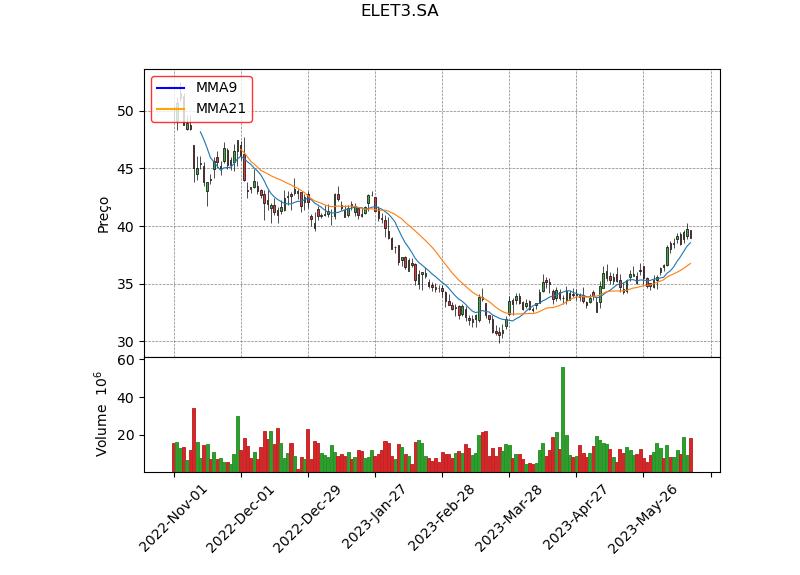 ELET3.SA
MMA9
MMA21
Preço
50
45
40
35
30
Volume 10^6
60
40
20
2022-Nov-01
2022-Dec-01
2022-Dec-29
2023-Jan-27
2023-Feb-28
2023-Mar-28
2023-Apr-27
2023-May-26